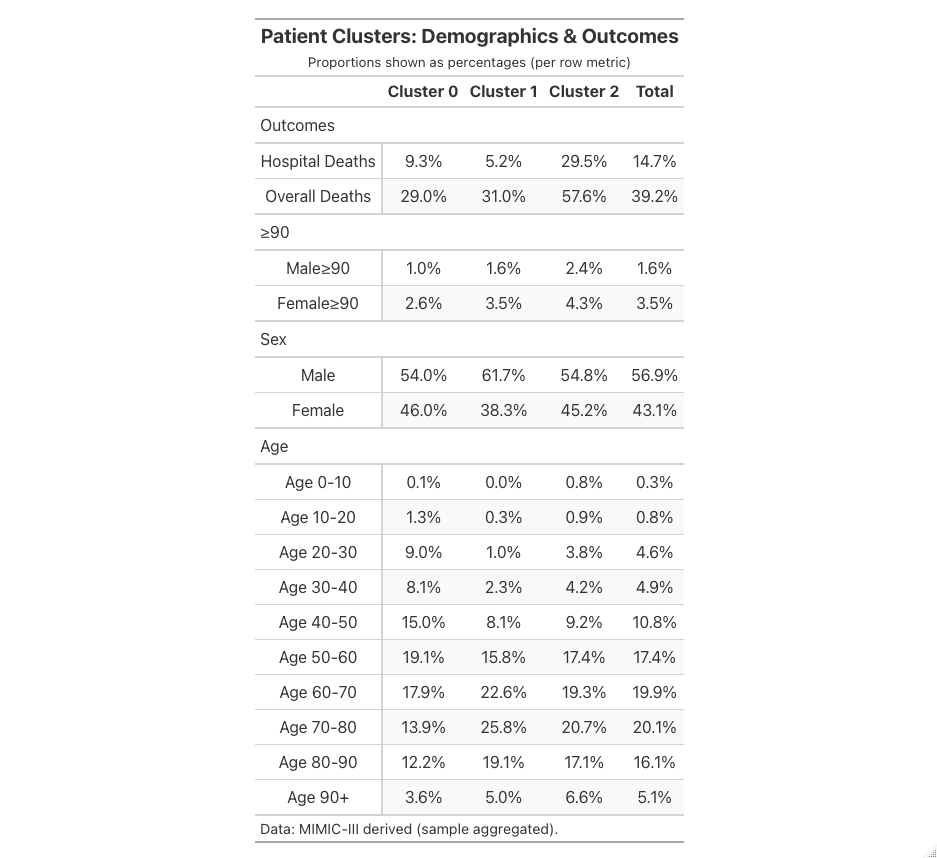 Patient Clusters: Demographics & Outcomes
Proportions shown as percentages (per row metric)
Cluster 0 Cluster 1 Cluster 2 Total
Outcomes
Hospital Deaths 9.3% 5.2% 29.5% 14.7%
Overall Deaths 29.0% 31.0% 57.6% 39.2%
≥90
Male≥90 1.0% 1.6% 2.4% 1.6%
Female≥90 2.6% 3.5% 4.3% 3.5%
Sex
Male 54.0% 61.7% 54.8% 56.9%
Female 46.0% 38.3% 45.2% 43.1%
Age
Age 0-10 0.1% 0.0% 0.8% 0.3%
Age 10-20 1.3% 0.3% 0.9% 0.8%
Age 20-30 9.0% 1.0% 3.8% 4.6%
Age 30-40 8.1% 2.3% 4.2% 4.9%
Age 40-50 15.0% 8.1% 9.2% 10.8%
Age 50-60 19.1% 15.8% 17.4% 17.4%
Age 60-70 17.9% 22.6% 19.3% 19.9%
Age 70-80 13.9% 25.8% 20.7% 20.1%
Age 80-90 12.2% 19.1% 17.1% 16.1%
Age 90+ 3.6% 5.0% 6.6% 5.1%
Data: MIMIC-III derived (sample aggregated).